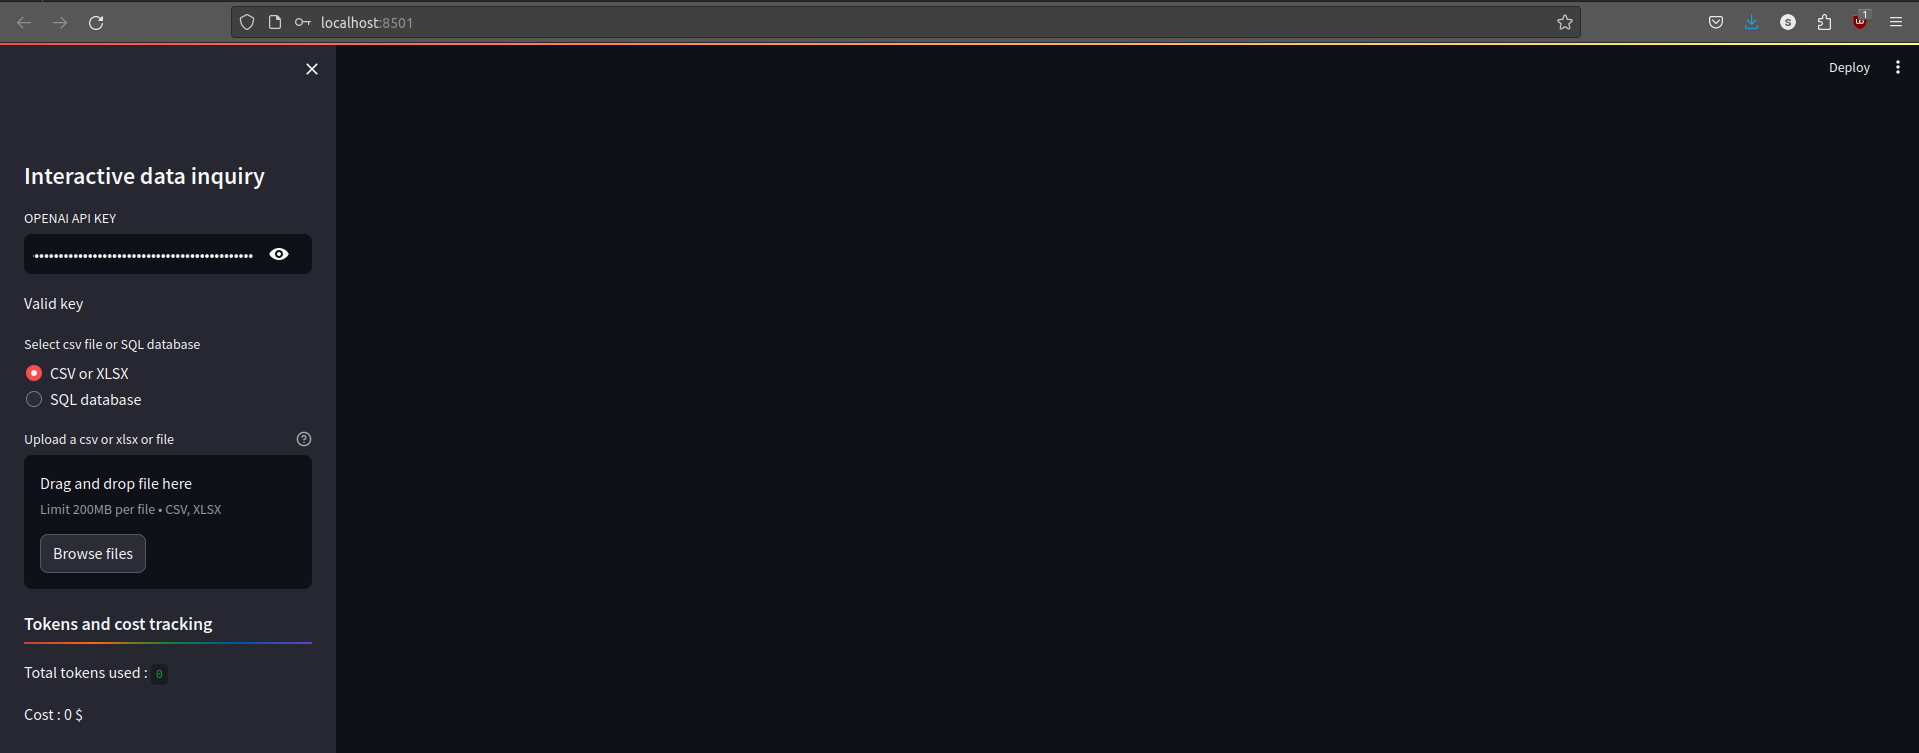 localhost:8501
1
Deploy
Interactive data inquiry
OPENAI API KEY
Valid key
Select csv file or SQL database
CSV or XLSX
SQL database
Upload a csv or xlsx or file
Drag and drop file here
Limit 200MB per file • CSV, XLSX
Browse files
Tokens and cost tracking
Total tokens used : 0
Cost : 0 $